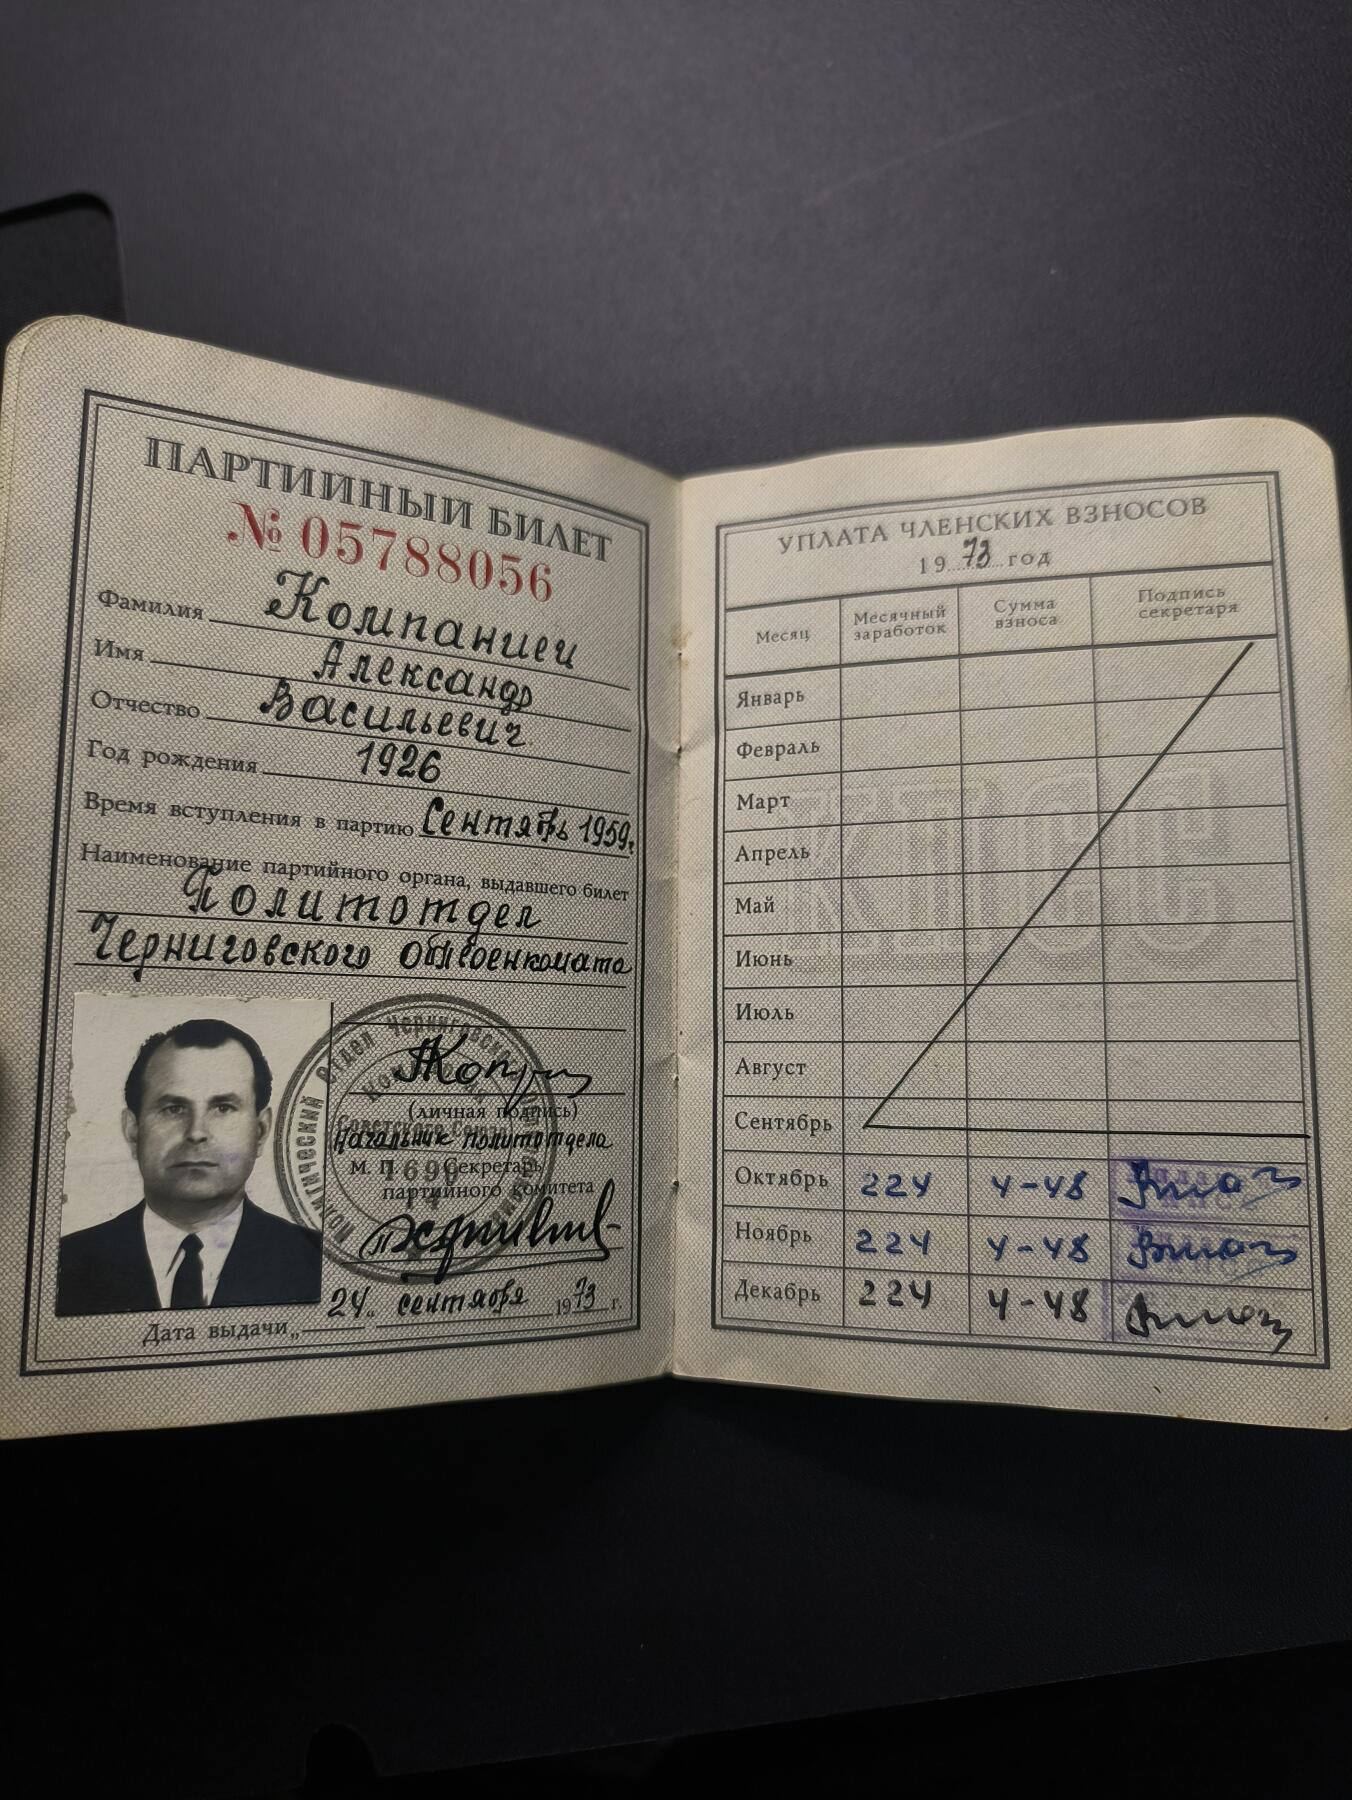 ПАРТИЙНЫЙ БИЛЕТ
№ 05788056
Фамилия Компаниец
Имя Александр
Отчество Васильевич
Год рождения 1926
Время вступления в партию Сентябрь 1959г.
Наименование партийного органа, выдавшего билет
Политотдел
Черниговского облвоенкомата
(личная подпись)
Начальник политотдела
М. П. Секретарь
партийного комитета
Дата выдачи „24" сентября 1973 г.
УПЛАТА ЧЛЕНСКИХ ВЗНОСОВ
1973 год
Месяц Месячный заработок Сумма взноса Подпись секретаря
Январь
Февраль
Март
Апрель
Май
Июнь
Июль
Август
Сентябрь
Октябрь 224 4-48
Ноябрь 224 4-48
Декабрь 224 4-48